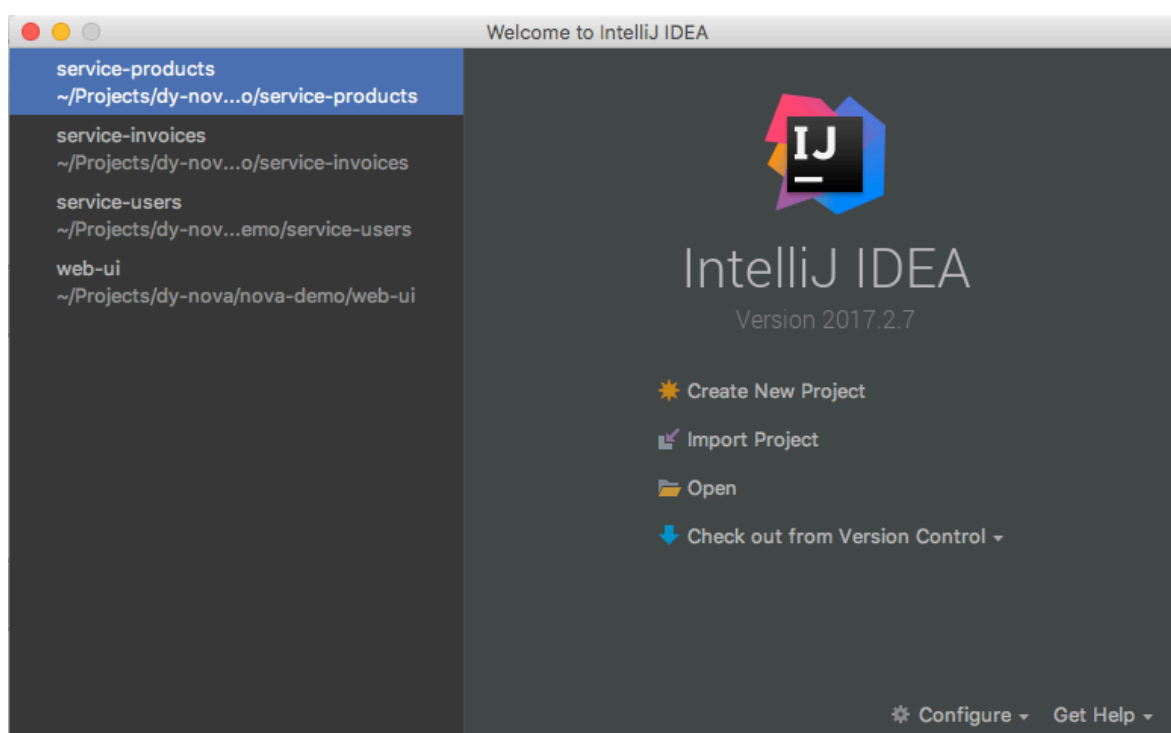 Welcome to IntelliJ IDEA
service-products
~/Projects/dy-nov...o/service-products
service-invoices
~/Projects/dy-nov...o/service-invoices
service-users
~/Projects/dy-nov...emo/service-users
web-ui
~/Projects/dy-nova/nova-demo/web-ui
IJ
IntelliJ IDEA
Version 2017.2.7
Create New Project
Import Project
Open
Check out from Version Control
Configure
Get Help